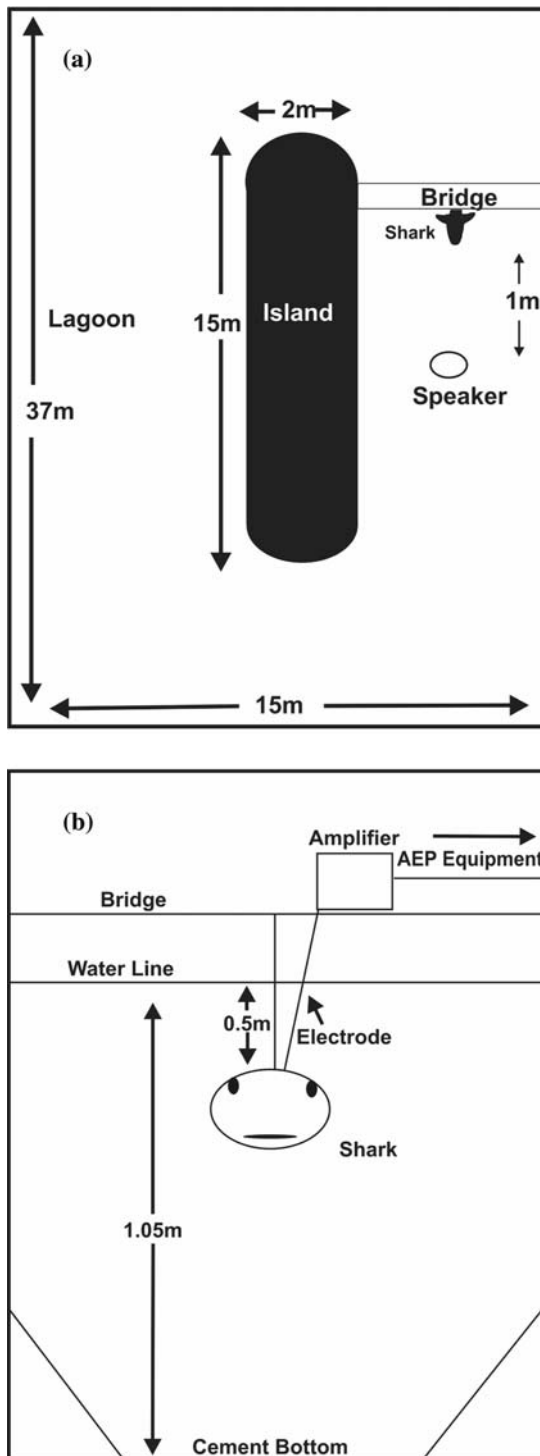 (a)
2m
Bridge
Shark
1m
Lagoon
15m
Island
Speaker
37m
15m
(b)
Amplifier
AEP Equipment
Bridge
Water Line
0.5m
Electrode
Shark
1.05m
Cement Bottom